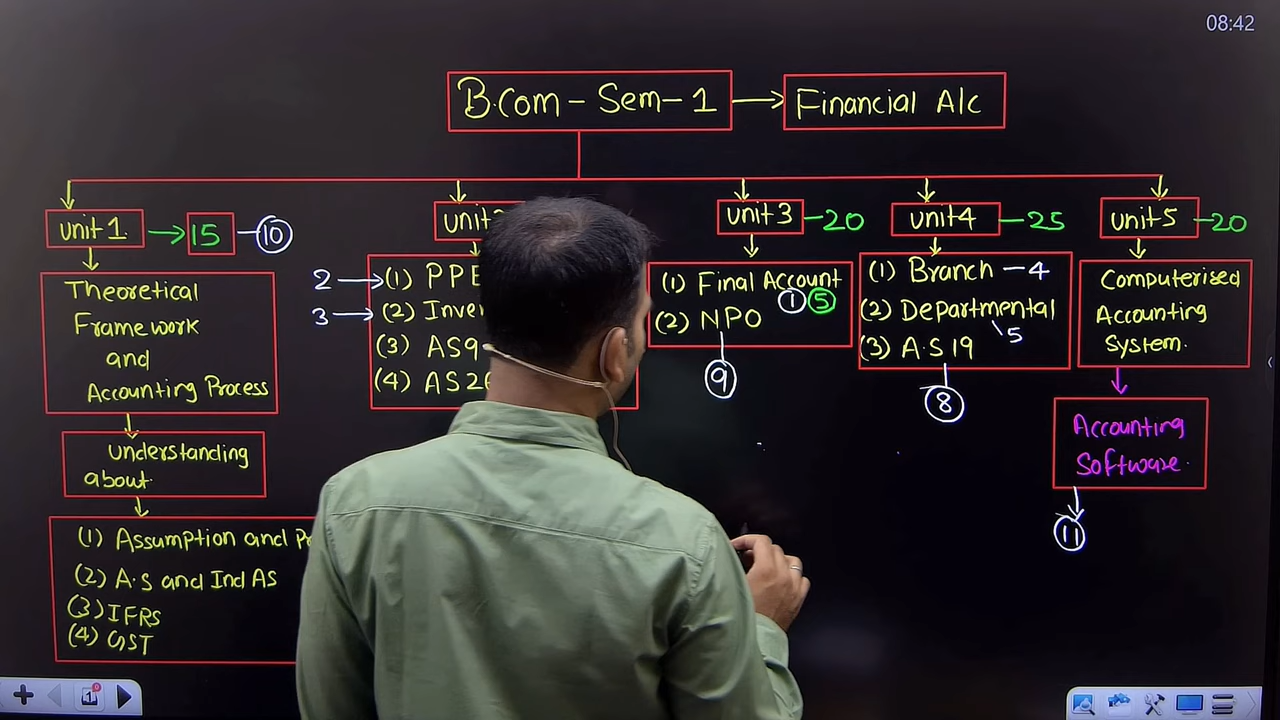 08:42
B.Com - Sem - 1 → Financial A/c
unit 1. → 15 - 10
Theoretical
Framework
and
Accounting Process
understanding
about.
(1) Assumption and
(2) A.S and Ind AS
(3) IFRS
(4) GST
2 → (1) PPE
3 → (2)
(3) AS9
(4)
unit 3 - 20
(1) Final Account
1 5
(2) NPO
9
unit 4 - 25
(1) Branch - 4
(2) Departmental
5
(3) A.S 19
8
unit 5 - 20
Computerised
Accounting
System.
Accounting
Software.
11